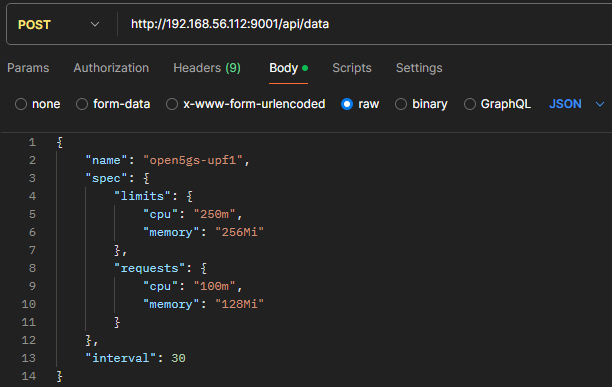 POST http://192.168.56.112:9001/api/data
Params Authorization Headers (9) Body Scripts Settings
none form-data x-www-form-urlencoded raw binary GraphQL JSON
1 {
2 "name": "open5gs-upf1",
3 "spec": {
4 "limits": {
5 "cpu": "250m",
6 "memory": "256Mi"
7 },
8 "requests": {
9 "cpu": "100m",
10 "memory": "128Mi"
11 }
12 },
13 "interval": 30
14 }